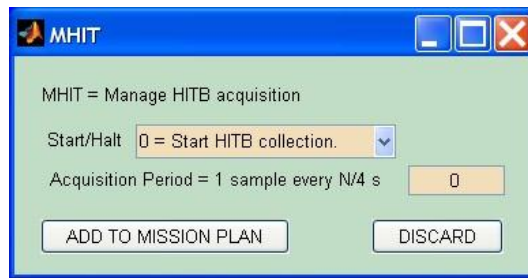 MHIT
MHIT = Manage HITB acquisition
Start/Halt 0 = Start HITB collection.
Acquisition Period = 1 sample every N/4 s 0
ADD TO MISSION PLAN DISCARD